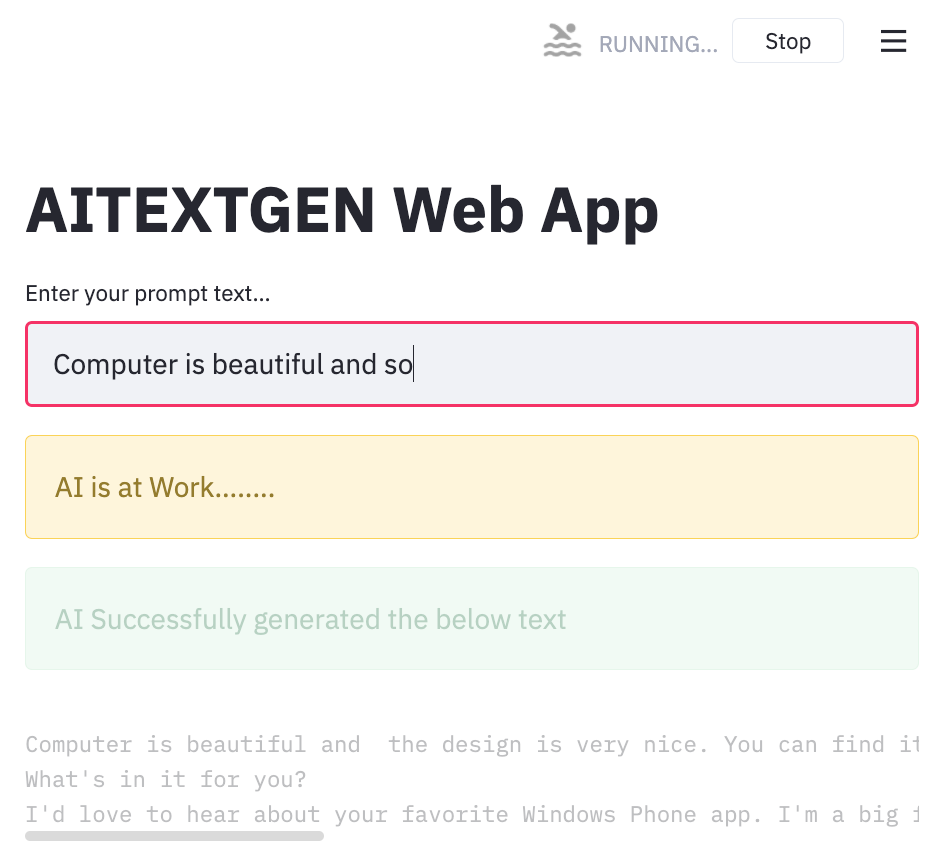 RUNNING...
Stop
AITEXTGEN Web App
Enter your prompt text...
Computer is beautiful and so
AI is at Work........
AI Successfully generated the below text
Computer is beautiful and  the design is very nice. You can find it
What's in it for you?
I'd love to hear about your favorite Windows Phone app. I'm a big